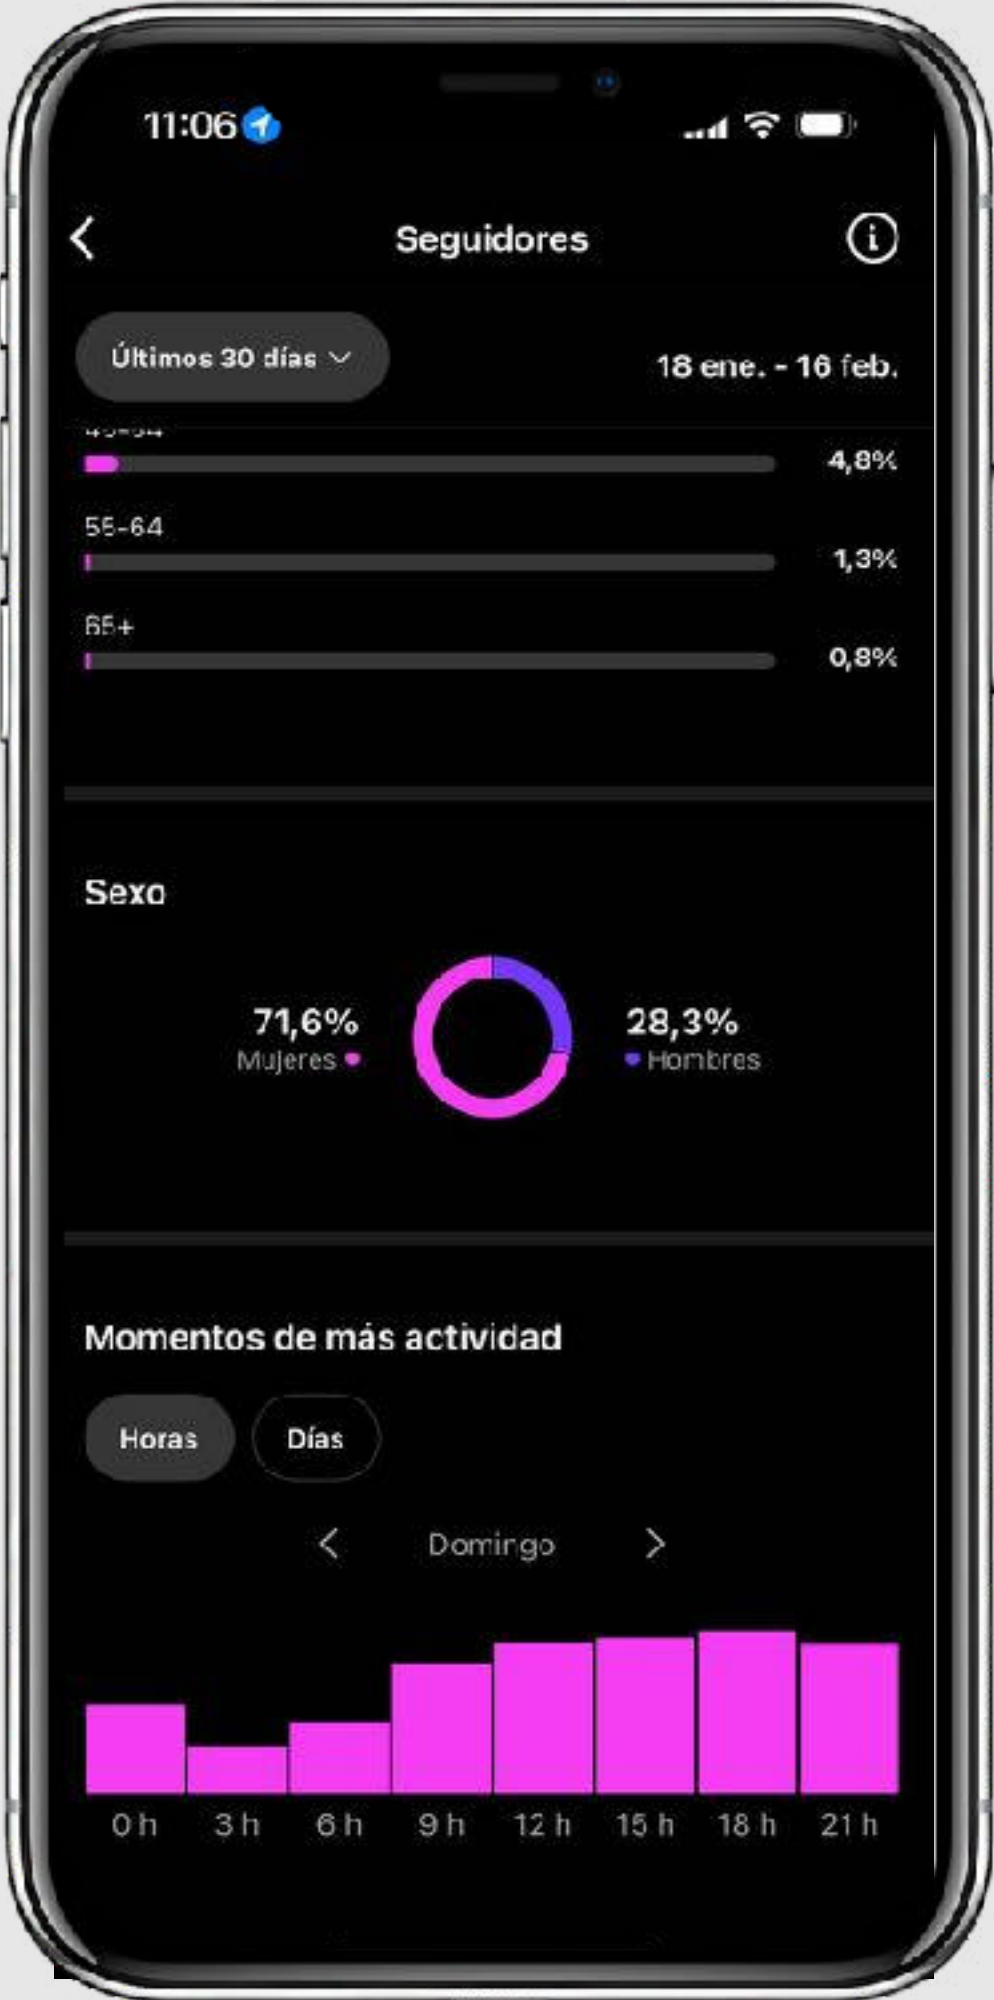 11:06
Seguidores
Últimos 30 días
18 ene. - 16 feb.
4,8%
55-64
1,3%
65+
0,8%
Sexo
71,6%
Mujeres
28,3%
Hombres
Momentos de más actividad
Horas
Días
Domingo
0 h 3 h 6 h 9 h 12 h 15 h 18 h 21 h